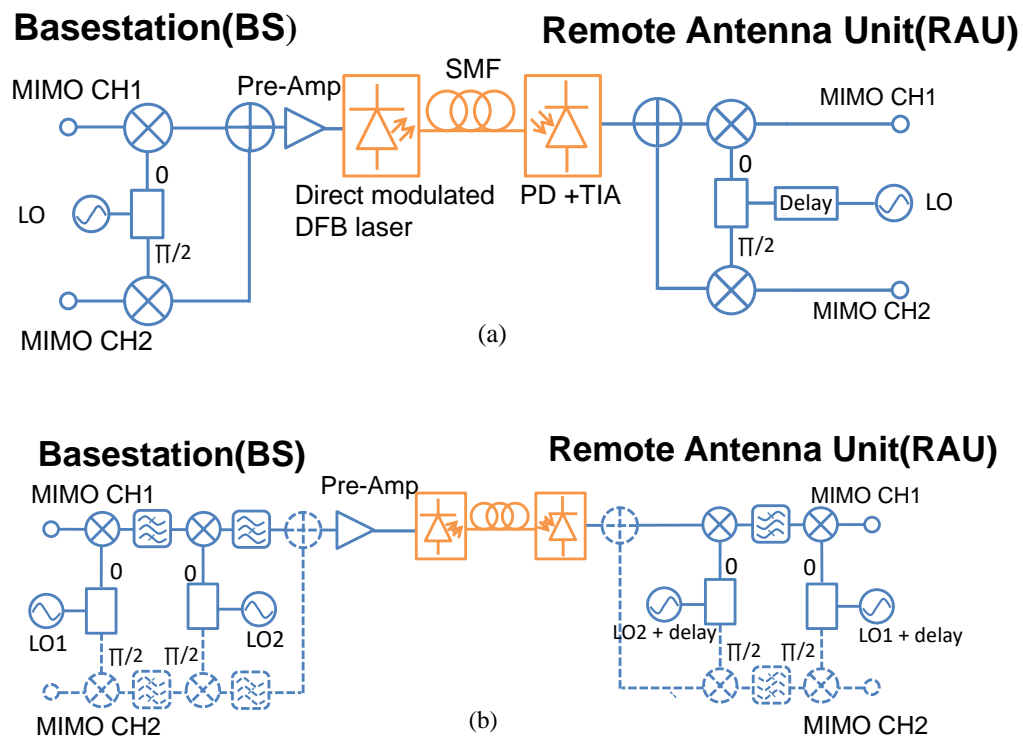 Basestation(BS)
Remote Antenna Unit(RAU)
MIMO CH1
Pre-Amp
SMF
MIMO CH1
0
0
LO
Direct modulated
DFB laser
PD +TIA
Delay
LO
∏/2
∏/2
MIMO CH2
MIMO CH2
(a)
Basestation(BS)
Remote Antenna Unit(RAU)
MIMO CH1
Pre-Amp
MIMO CH1
0
0
0
0
LO1
LO2
LO2 + delay
LO1 + delay
∏/2
∏/2
∏/2
∏/2
MIMO CH2
MIMO CH2
(b)